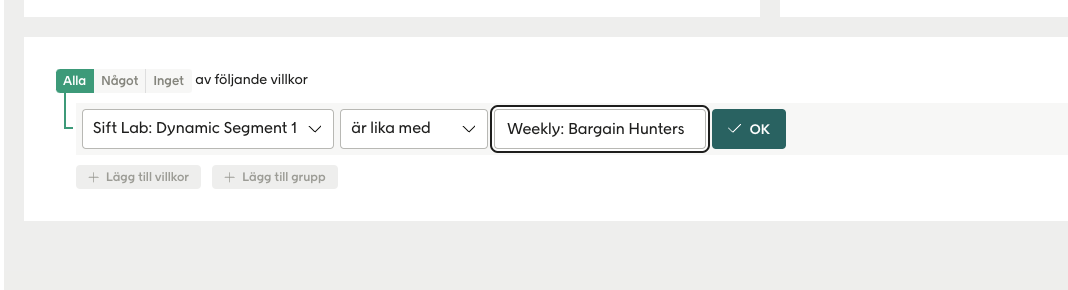 Alla Något Inget av följande villkor
Sift Lab: Dynamic Segment 1 är lika med Weekly: Bargain Hunters OK
Lägg till villkor Lägg till grupp